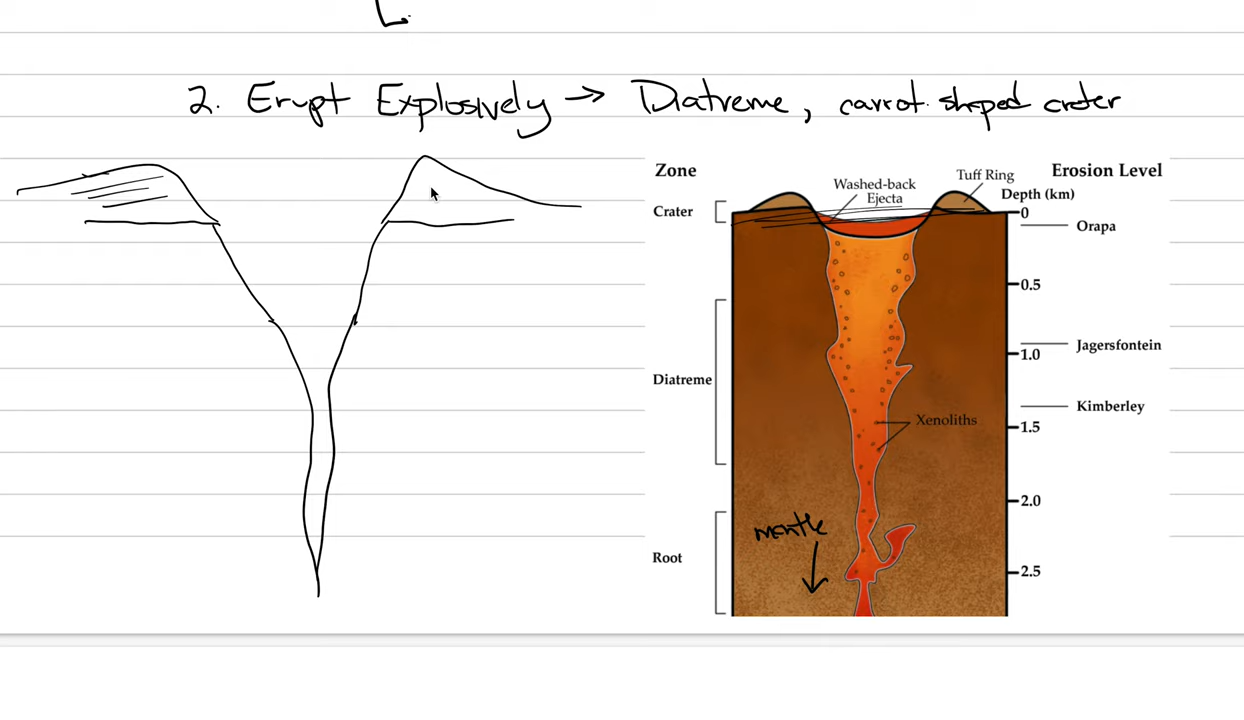 2. Erupt Explosively → Diatreme, carrot-shaped crater
Zone
Erosion Level
Tuff Ring
Washed-back
Ejecta
Depth (km)
Crater
0
Orapa
0.5
Jagersfontein
1.0
Diatreme
Kimberley
Xenoliths
1.5
2.0
mantle
Root
2.5